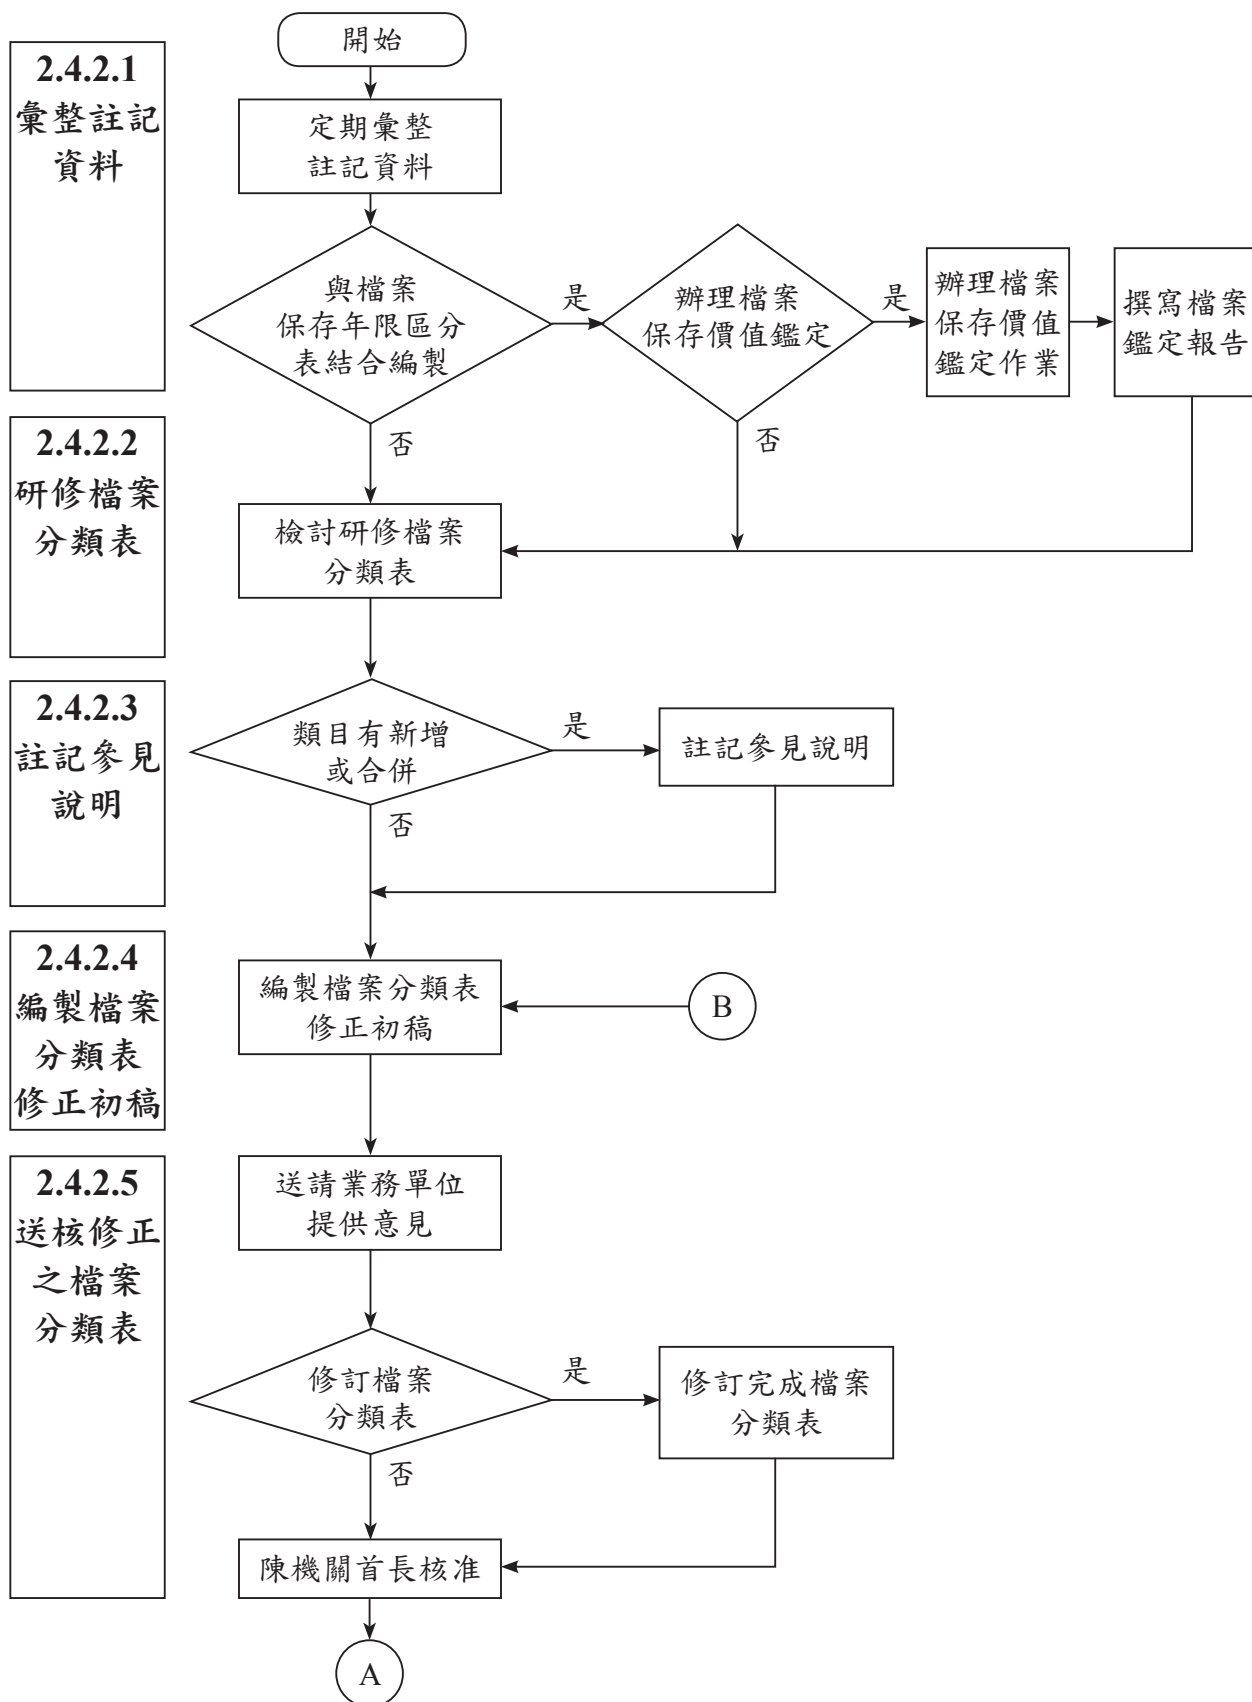 開始
2.4.2.1
彙整註記
資料
定期彙整
註記資料
與檔案
保存年限區分
表結合編製
是
辦理檔案
保存價值鑑定
是
辦理檔案
保存價值
鑑定作業
撰寫檔案
鑑定報告
否
否
2.4.2.2
研修檔案
分類表
檢討研修檔案
分類表
2.4.2.3
註記參見
說明
類目有新增
或合併
是
註記參見說明
否
2.4.2.4
編製檔案
分類表
修正初稿
編製檔案分類表
修正初稿
B
2.4.2.5
送核修正
之檔案
分類表
送請業務單位
提供意見
修訂檔案
分類表
是
修訂完成檔案
分類表
否
陳機關首長核准
A